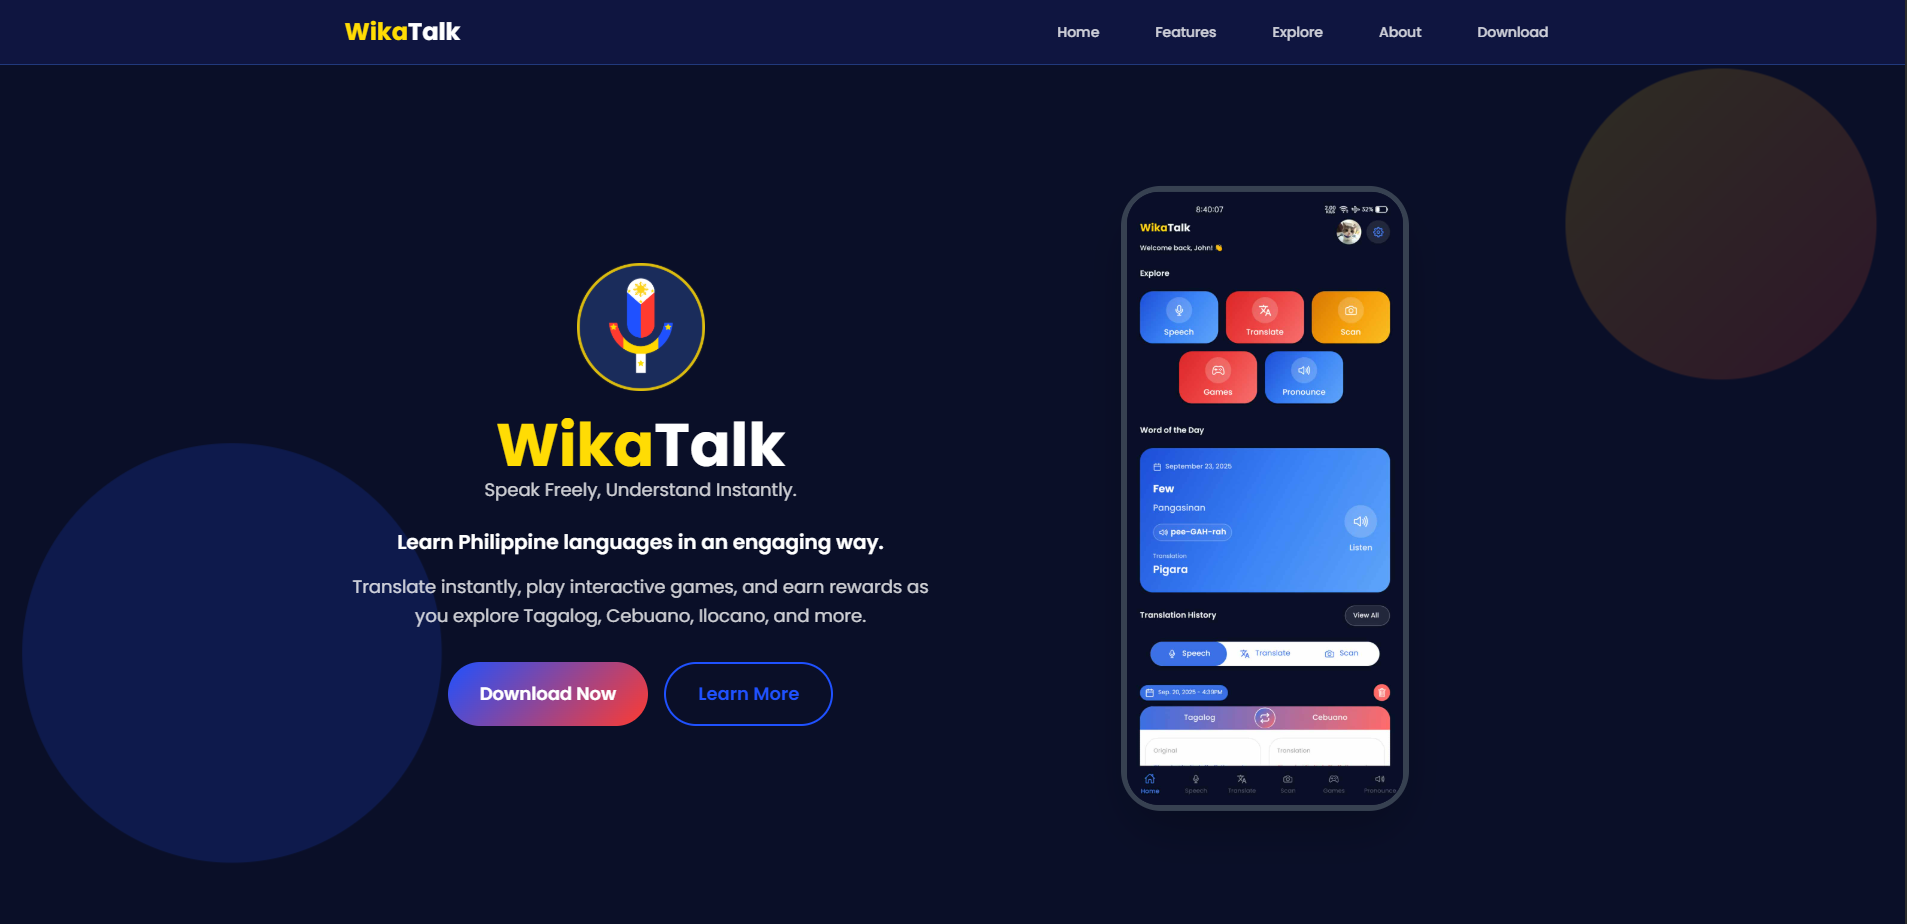 WikaTalk
Home
Features
Explore
About
Download
WikaTalk
Speak Freely, Understand Instantly.
Learn Philippine languages in an engaging way.
Translate instantly, play interactive games, and earn rewards as
you explore Tagalog, Cebuano, Ilocano, and more.
Download Now
Learn More
8:40:07
52%
WikaTalk
Welcome back, John! 👋
Explore
Speech
Translate
Scan
Games
Pronounce
Word of the Day
September 23, 2025
Few
Pangasinan
pee-GAH-rah
Listen
Translation
Pigara
Translation History
View All
Speech
Translate
Scan
Sep. 20, 2025 - 4:39PM
Tagalog
Cebuano
Original
Translation
Home
Speech
Translate
Scan
Games
Pronounce